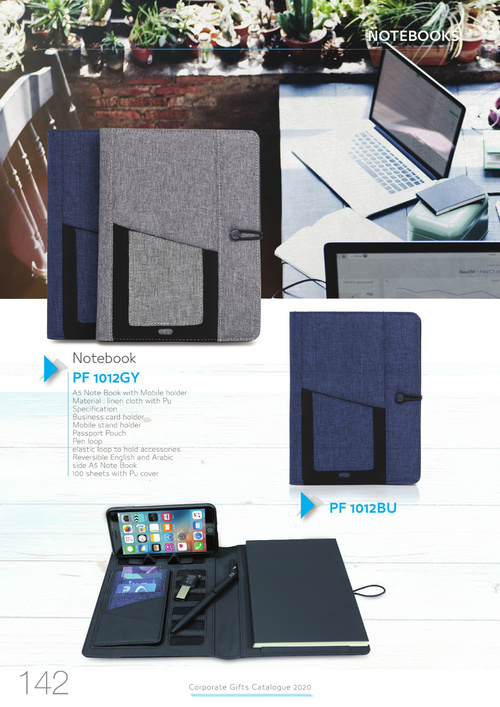 NOTEBOOKS
Notebook
PF 1012GY
A5 Note Book with Mobile holder
Material : linen cloth with Pu
Specification
Business card holder
Mobile stand holder
Passport Pouch
Pen loop
elastic loop to hold accessories
Reversible English and Arabic
side A5 Note Book
100 sheets with Pu cover
PF 1012BU
142
Corporate Gifts Catalogue 2020